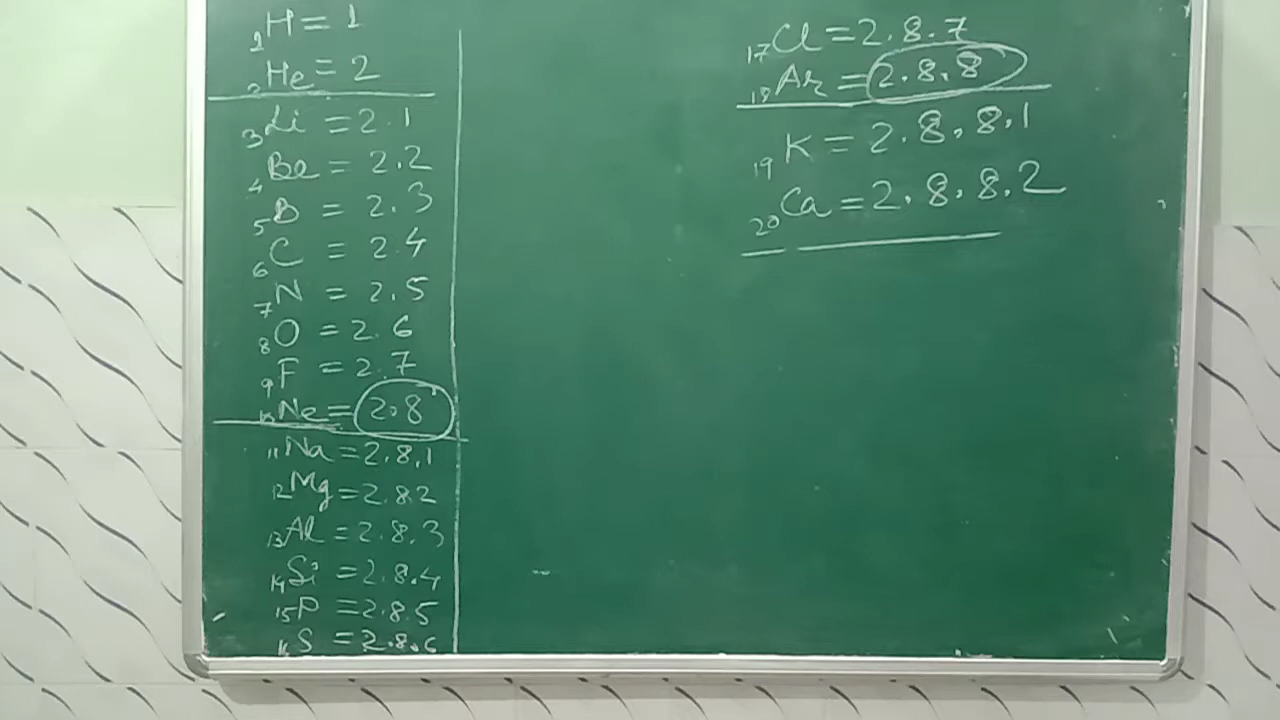 ₁H = 1
₂He = 2
₃Li = 2.1
₄Be = 2.2
₅B = 2.3
₆C = 2.4
₇N = 2.5
₈O = 2.6
₉F = 2.7
₁₀Ne = 2.8
₁₁Na = 2.8.1
₁₂Mg = 2.8.2
₁₃Al = 2.8.3
₁₄Si = 2.8.4
₁₅P = 2.8.5
₁₆S = 2.8.6
₁₇Cl = 2.8.7
₁₈Ar = 2.8.8
₁₉K = 2.8.8.1
₂₀Ca = 2.8.8.2